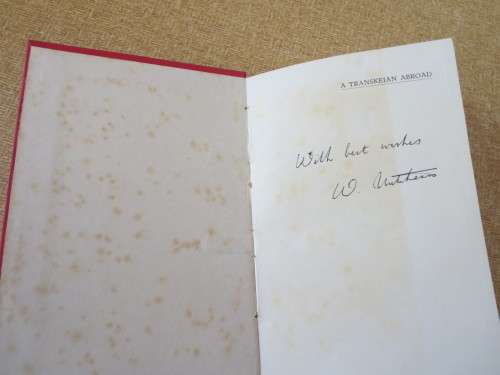 A TRANSKEIAN ABROAD
With best wishes
W.